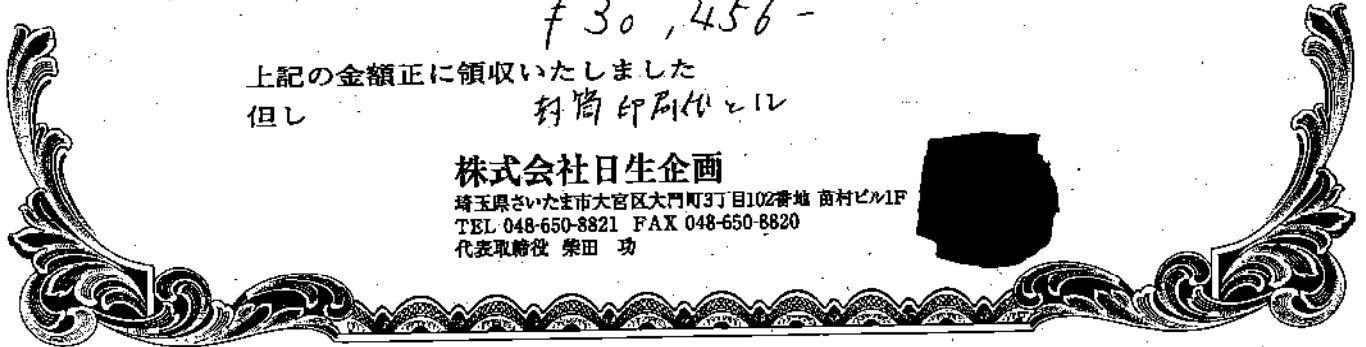 ¥30,456-
上記の金額正に領収いたしました
但し 封筒印刷代として
株式会社日生企画
埼玉県さいたま市大宮区大門町3丁目102番地 苗村ビル1F
TEL 048-650-8821 FAX 048-650-8820
代表取締役 柴田 功